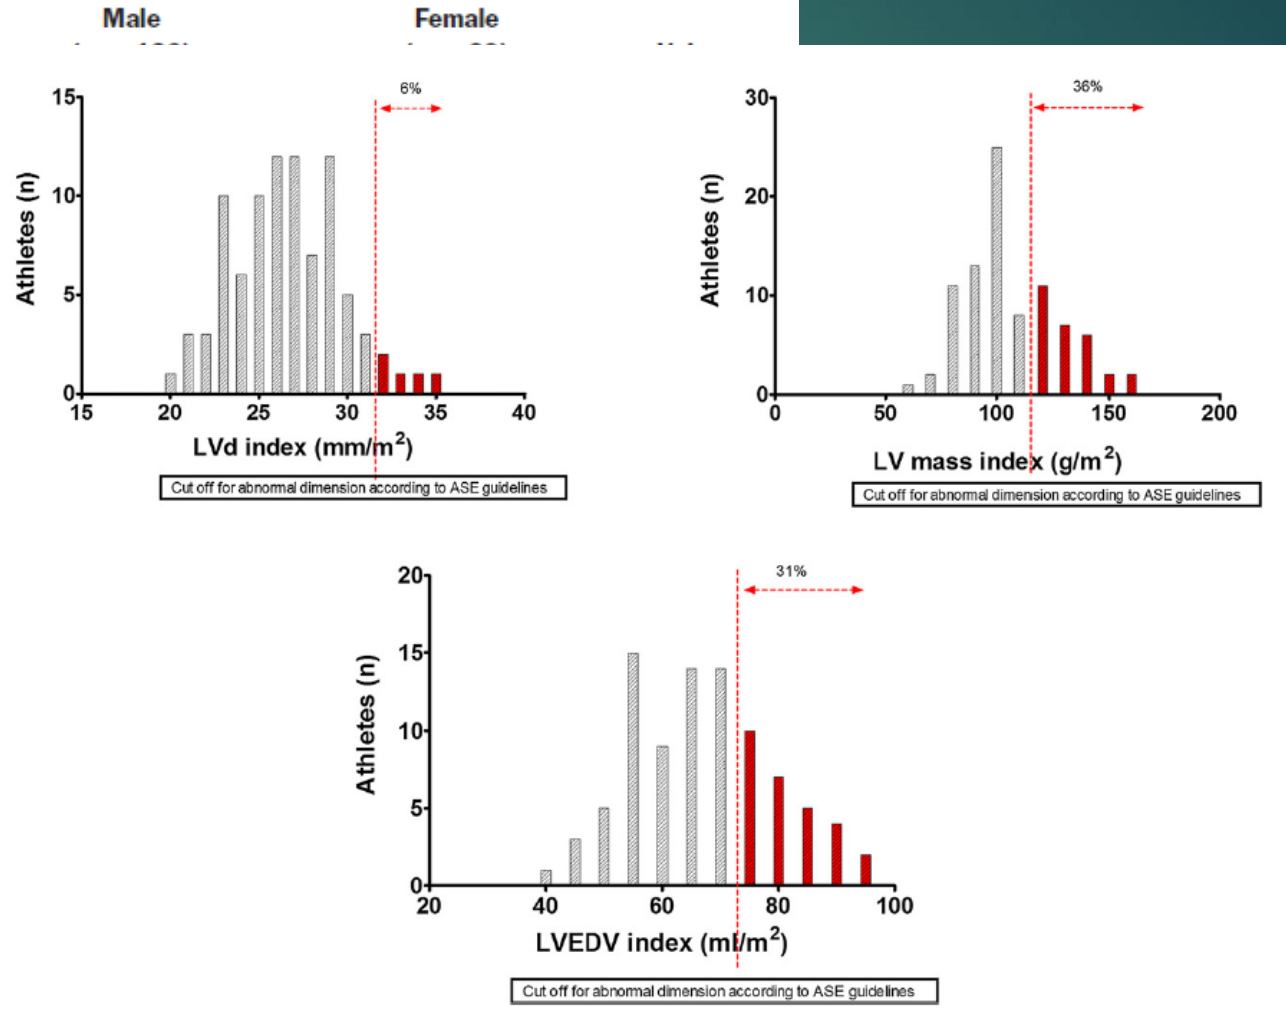 Male Female
6%
15
10
5
0
Athletes (n)
15 20 25 30 35 40
LVd index (mm/m²)
Cut off for abnormal dimension according to ASE guidelines
36%
30
20
10
0
Athletes (n)
0 50 100 150 200
LV mass index (g/m²)
Cut off for abnormal dimension according to ASE guidelines
31%
20
15
10
5
0
Athletes (n)
20 40 60 80 100
LVEDV index (ml/m²)
Cut off for abnormal dimension according to ASE guidelines